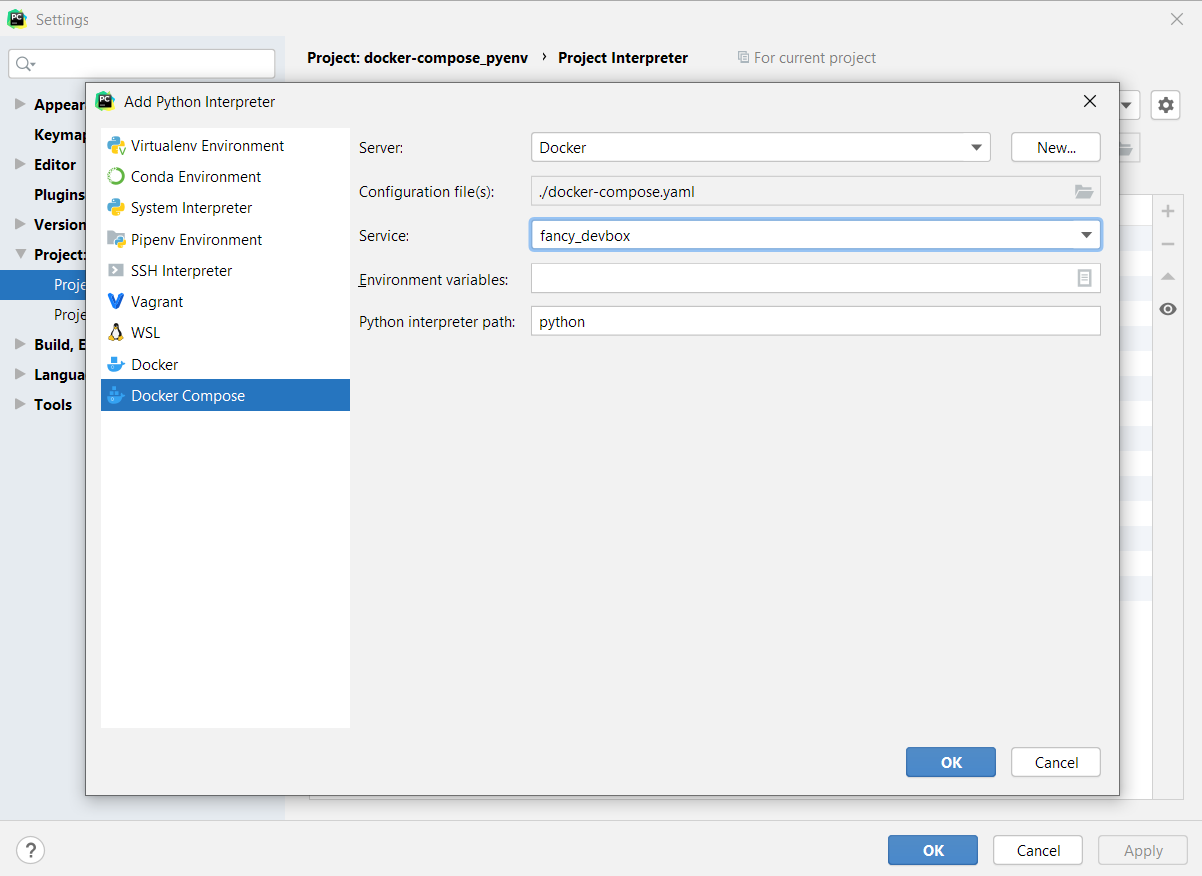 Settings
Project: docker-compose_pyenv › Project Interpreter For current project
Add Python Interpreter
Appear
Keymap
Editor
Plugins
Version
Project:
Proje
Proje
Build, E
Langua
Tools
Virtualenv Environment
Conda Environment
System Interpreter
Pipenv Environment
SSH Interpreter
Vagrant
WSL
Docker
Docker Compose
Server: Docker New...
Configuration file(s): ./docker-compose.yaml
Service: fancy_devbox
Environment variables:
Python interpreter path: python
OK Cancel
? OK Cancel Apply